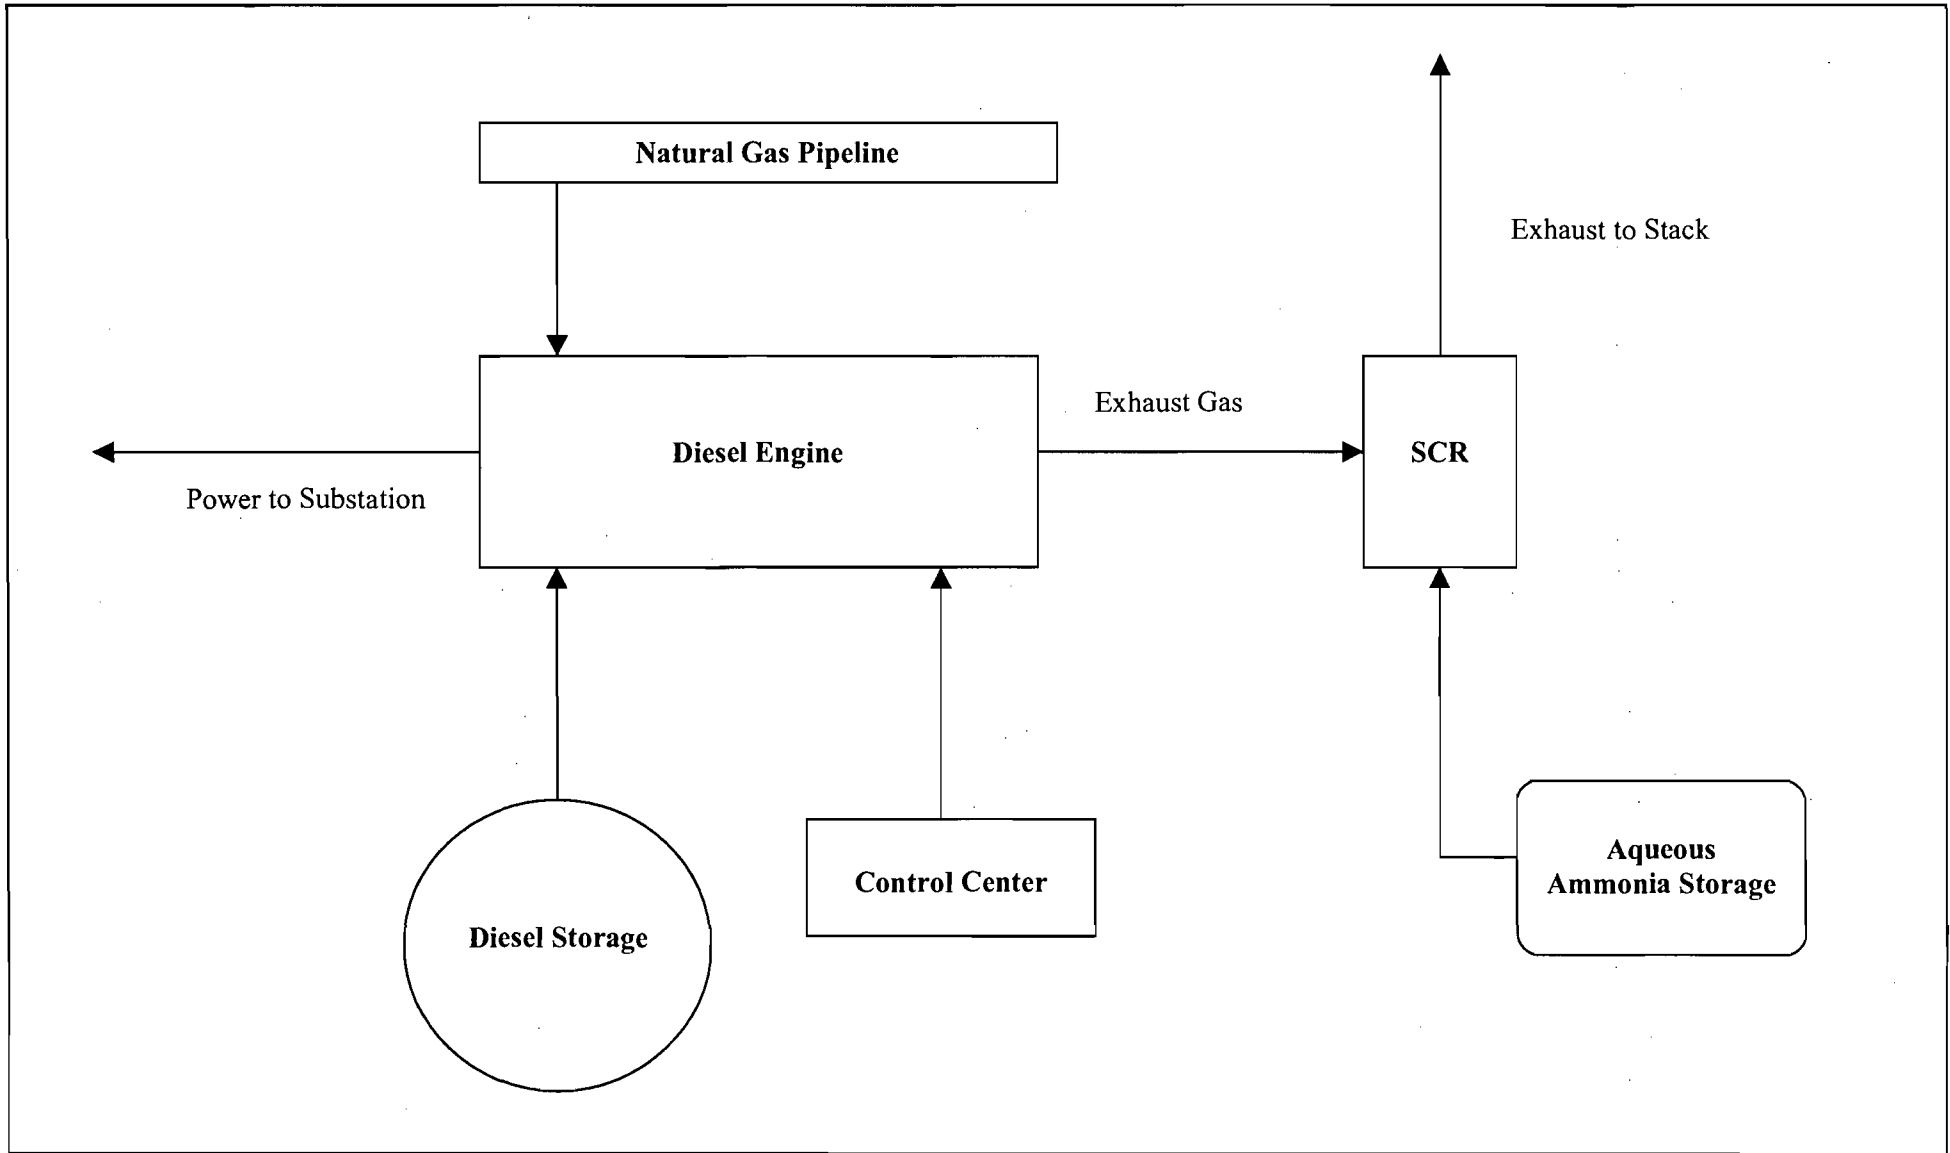 Natural Gas Pipeline
Exhaust to Stack
Exhaust Gas
Diesel Engine
SCR
Power to Substation
Aqueous
Ammonia Storage
Control Center
Diesel Storage